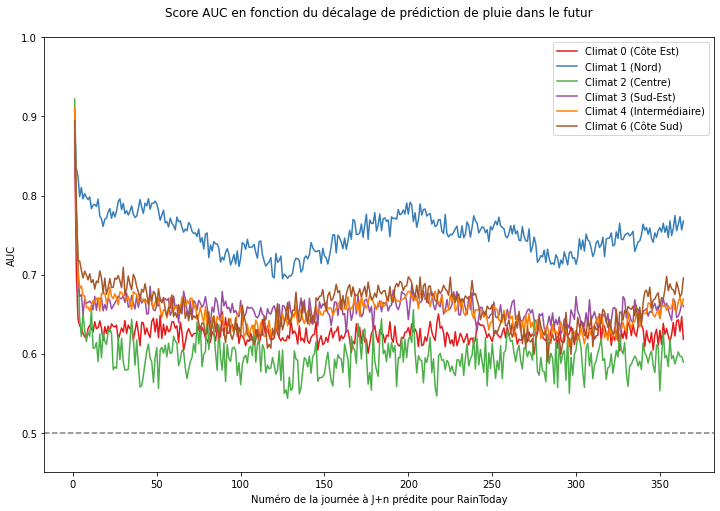 Score AUC en fonction du décalage de prédiction de pluie dans le futur
1.0
0.9
0.8
0.7
0.6
0.5
AUC
Climat 0 (Côte Est)
Climat 1 (Nord)
Climat 2 (Centre)
Climat 3 (Sud-Est)
Climat 4 (Intermédiaire)
Climat 6 (Côte Sud)
0 50 100 150 200 250 300 350
Numéro de la journée à J+n prédite pour RainToday